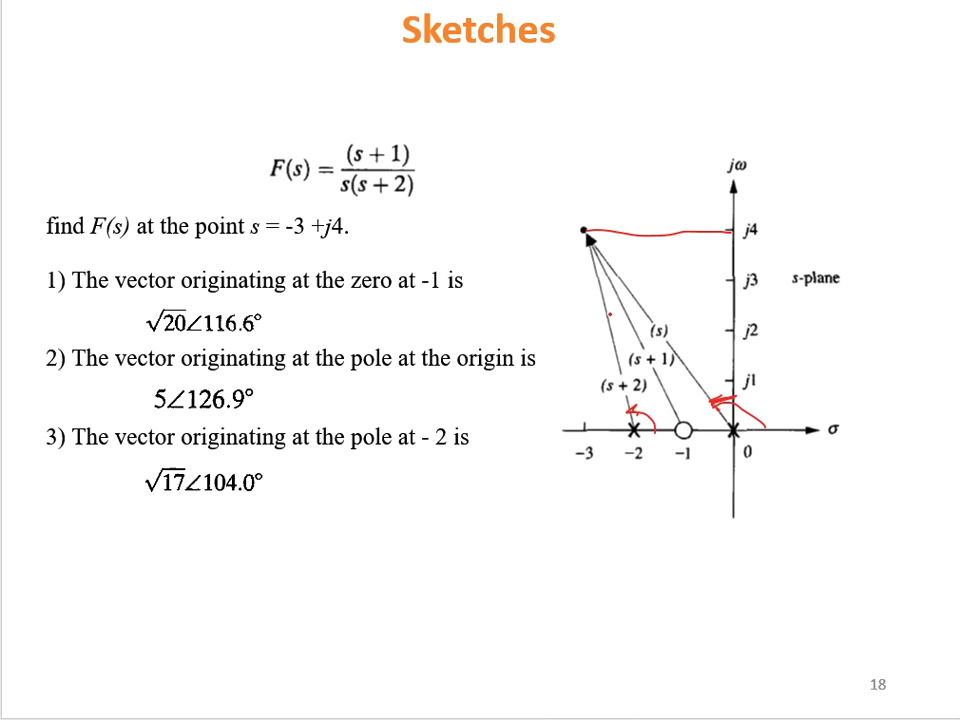 Sketches
F(s) = (s + 1) / s(s + 2)
find F(s) at the point s = -3 +j4.
1) The vector originating at the zero at -1 is
√20∠116.6°
2) The vector originating at the pole at the origin is
5∠126.9°
3) The vector originating at the pole at - 2 is
√17∠104.0°
jω
j4
j3
s-plane
j2
(s)
(s + 1)
(s + 2)
j1
σ
−3
−2
−1
0
18